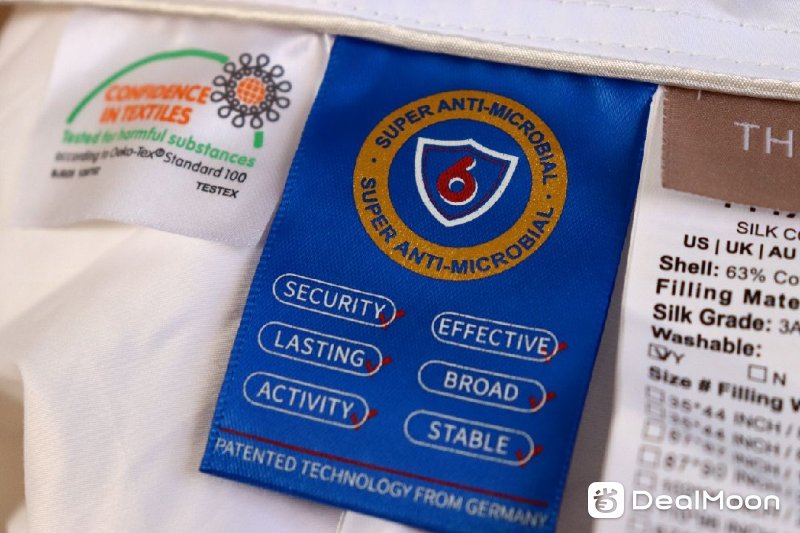 CONFIDENCE
IN TEXTILES
Tested for harmful substances
according to Oeko-Tex® Standard 100
TESTEX
SUPER ANTI-MICROBIAL
SUPER ANTI-MICROBIAL
6
SECURITY
EFFECTIVE
LASTING
BROAD
ACTIVITY
STABLE
PATENTED TECHNOLOGY FROM GERMANY
TH
SILK CO
US | UK | AU
Shell: 63% Co
Filling Mate
Silk Grade: 3A
Washable:
Y N
Size # Filling W
DealMoon